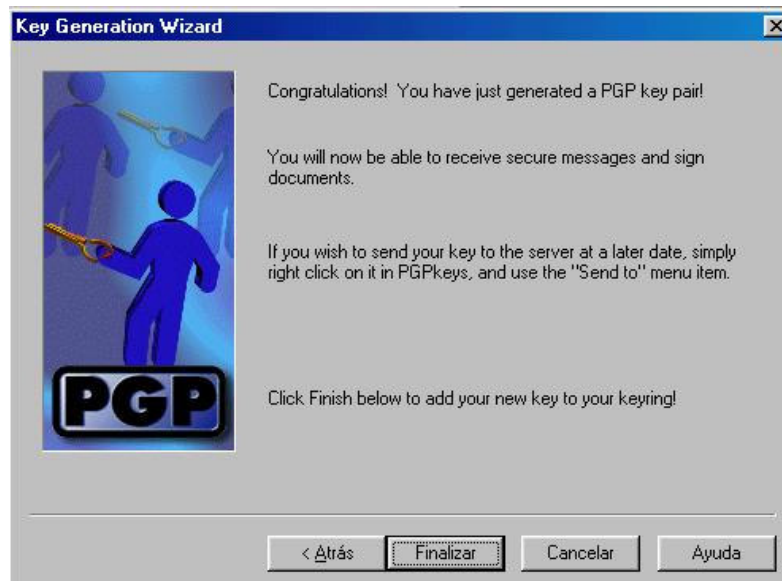 Key Generation Wizard
Congratulations! You have just generated a PGP key pair!
You will now be able to receive secure messages and sign
documents.
If you wish to send your key to the server at a later date, simply
right click on it in PGPkeys, and use the "Send to" menu item.
PGP
Click Finish below to add your new key to your keyring!
< Atrás Finalizar Cancelar Ayuda